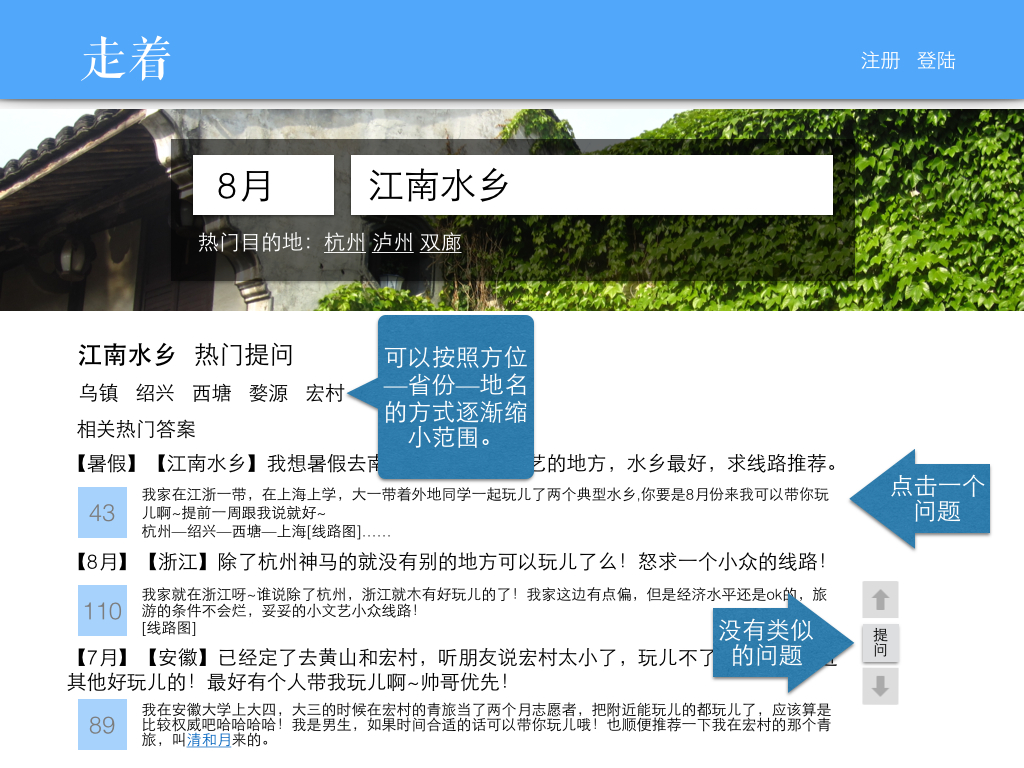 走着
注册 登陆
8月 江南水乡
热门目的地：杭州 泸州 双廊
江南水乡 热门提问
乌镇 绍兴 西塘 婺源 宏村
可以按照方位
—省份—地名
的方式逐渐缩
小范围。
相关热门答案
【暑假】【江南水乡】我想暑假去南 艺的地方，水乡最好，求线路推荐。
43
我家在江浙一带，在上海上学，大一带着外地同学一起玩儿了两个典型水乡,你要是8月份来我可以带你玩
儿啊~提前一周跟我说就好~
杭州—绍兴—西塘—上海[线路图]……
点击一个
问题
【8月】【浙江】除了杭州神马的就没有别的地方可以玩儿了么！怒求一个小众的线路！
110
我家就在浙江呀~谁说除了杭州，浙江就木有好玩儿的了！我家这边有点偏，但是经济水平还是ok的，旅
游的条件不会烂，妥妥的小文艺小众线路！
[线路图]
没有类似
的问题
提
问
【7月】【安徽】已经定了去黄山和宏村，听朋友说宏村太小了，玩儿不了
其他好玩儿的！最好有个人带我玩儿啊~帅哥优先！
89
我在安徽大学上大四，大三的时候在宏村的青旅当了两个月志愿者，把附近能玩儿的都玩儿了，应该算是
比较权威吧哈哈哈哈！我是男生，如果时间合适的话可以带你玩儿哦！也顺便推荐一下我在宏村的那个青
旅，叫清和月来的。